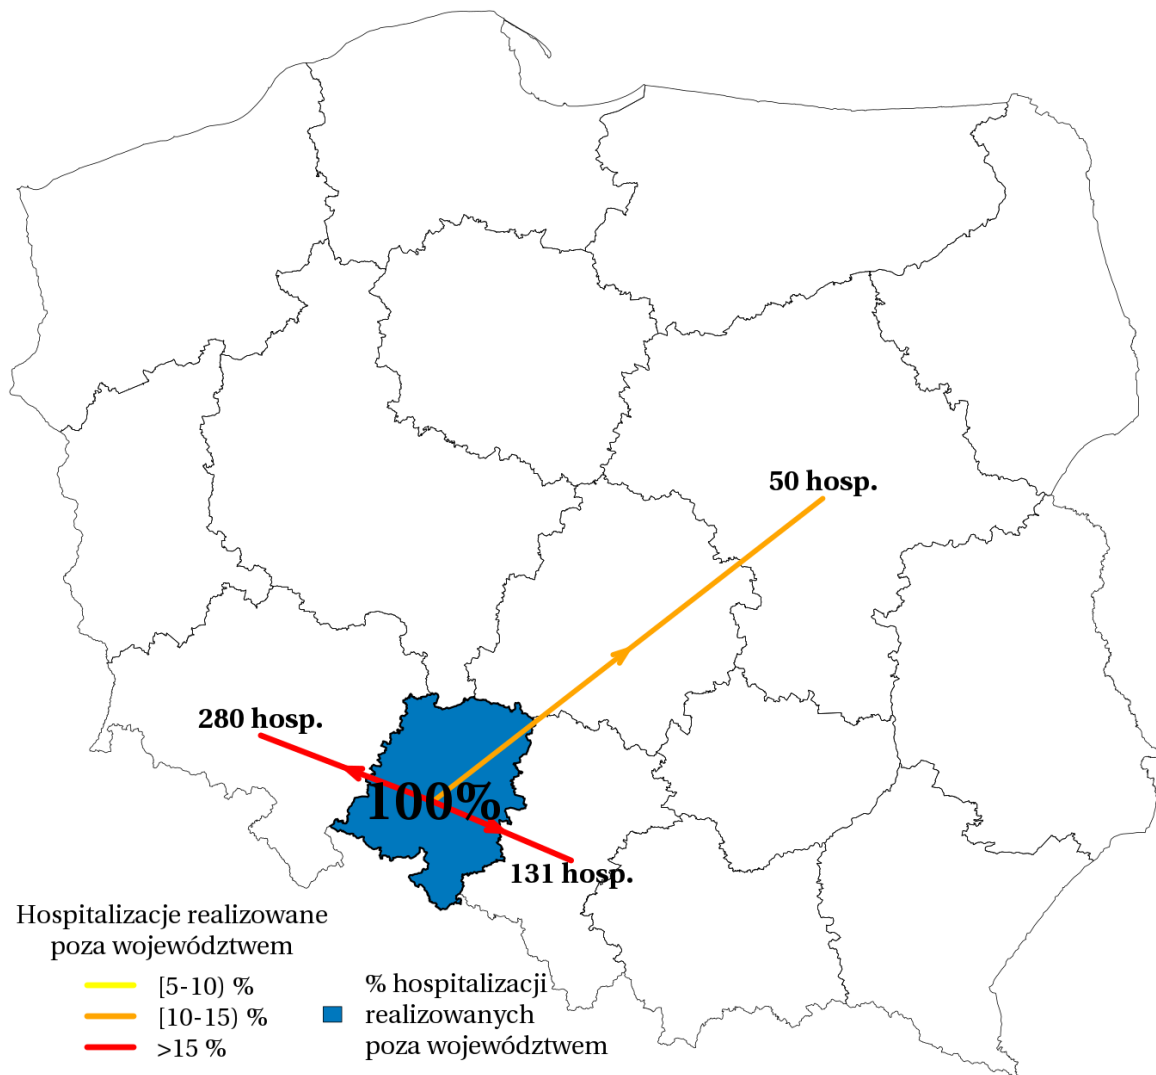 50 hosp.
280 hosp.
100%
131 hosp.
Hospitalizacje realizowane
poza województwem
[5-10) %
[10-15) %
>15 %
% hospitalizacji
realizowanych
poza województwem